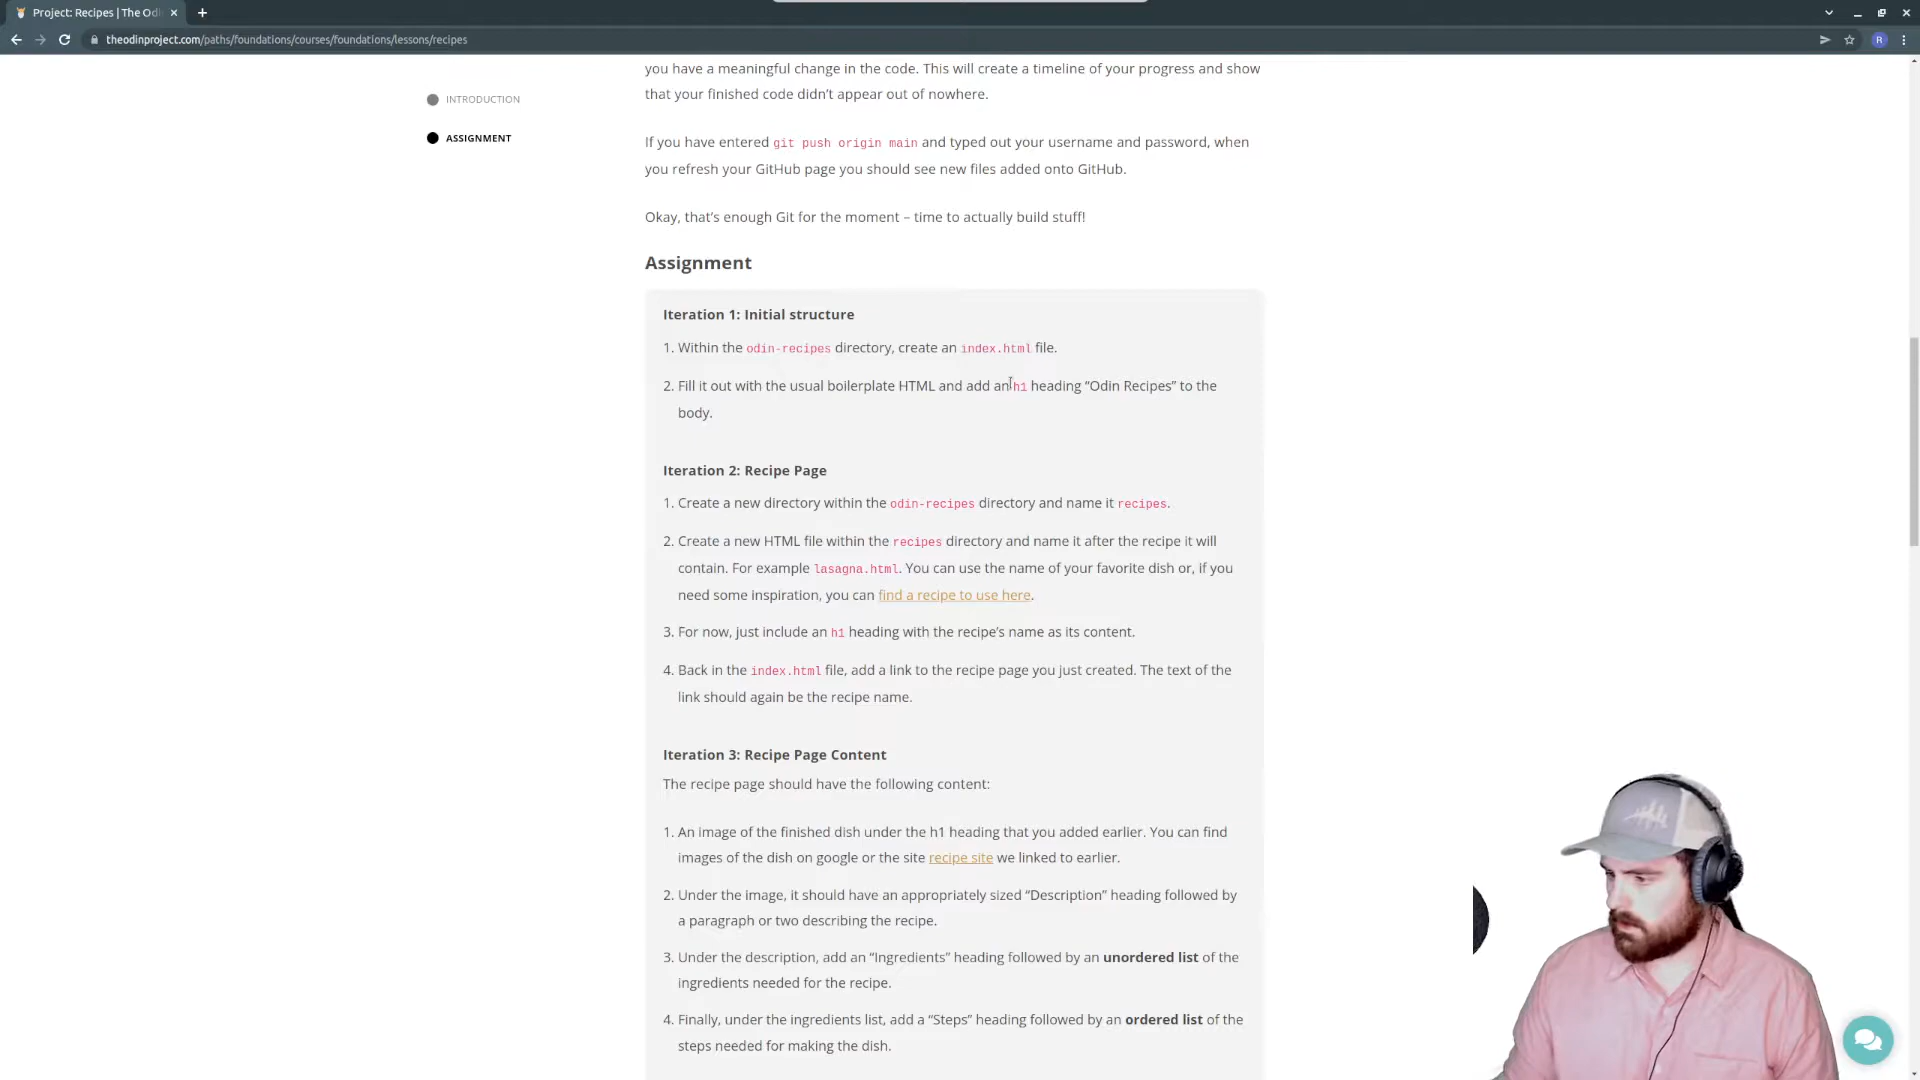 Project: Recipes | The Odi
theodinproject.com/paths/foundations/courses/foundations/lessons/recipes
R
INTRODUCTION
ASSIGNMENT
you have a meaningful change in the code. This will create a timeline of your progress and show
that your finished code didn’t appear out of nowhere.
If you have entered git push origin main and typed out your username and password, when
you refresh your GitHub page you should see new files added onto GitHub.
Okay, that’s enough Git for the moment – time to actually build stuff!
Assignment
Iteration 1: Initial structure
1. Within the odin-recipes directory, create an index.html file.
2. Fill it out with the usual boilerplate HTML and add an h1 heading “Odin Recipes” to the
body.
Iteration 2: Recipe Page
1. Create a new directory within the odin-recipes directory and name it recipes.
2. Create a new HTML file within the recipes directory and name it after the recipe it will
contain. For example lasagna.html. You can use the name of your favorite dish or, if you
need some inspiration, you can find a recipe to use here.
3. For now, just include an h1 heading with the recipe’s name as its content.
4. Back in the index.html file, add a link to the recipe page you just created. The text of the
link should again be the recipe name.
Iteration 3: Recipe Page Content
The recipe page should have the following content:
1. An image of the finished dish under the h1 heading that you added earlier. You can find
images of the dish on google or the site recipe site we linked to earlier.
2. Under the image, it should have an appropriately sized “Description” heading followed by
a paragraph or two describing the recipe.
3. Under the description, add an “Ingredients” heading followed by an unordered list of the
ingredients needed for the recipe.
4. Finally, under the ingredients list, add a “Steps” heading followed by an ordered list of the
steps needed for making the dish.